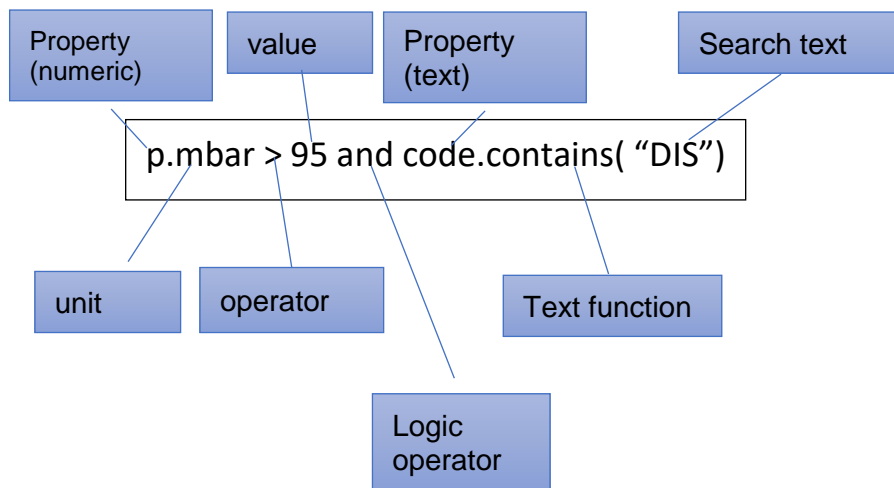 Property
(numeric)
value
Property
(text)
Search text
p.mbar > 95 and code.contains( “DIS”)
unit
operator
Text function
Logic
operator